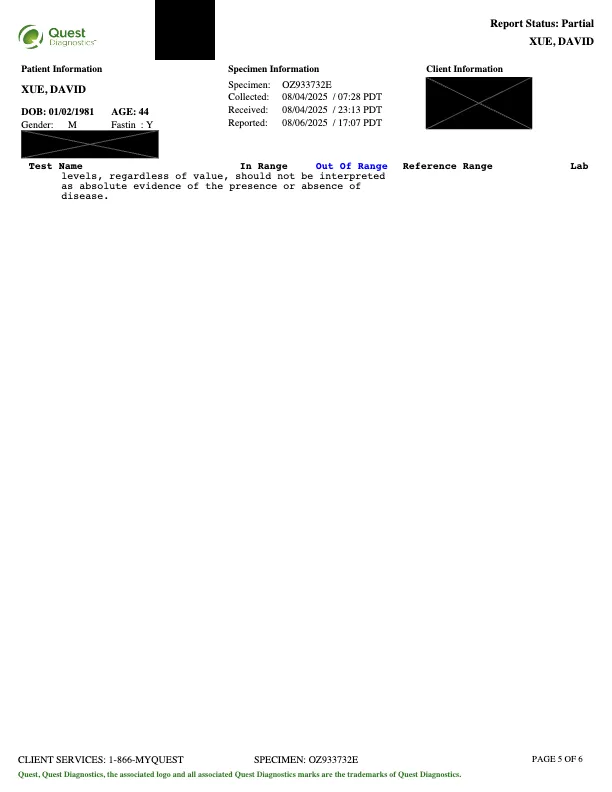 Quest
Diagnostics™
Report Status: Partial
XUE, DAVID
Patient Information
Specimen Information
Client Information
XUE, DAVID
DOB: 01/02/1981 AGE: 44
Gender: M Fastin : Y
Specimen: OZ933732E
Collected: 08/04/2025 / 07:28 PDT
Received: 08/04/2025 / 23:13 PDT
Reported: 08/06/2025 / 17:07 PDT
Test Name In Range Out Of Range Reference Range Lab
levels, regardless of value, should not be interpreted
as absolute evidence of the presence or absence of
disease.
CLIENT SERVICES: 1-866-MYQUEST SPECIMEN: OZ933732E PAGE 5 OF 6
Quest, Quest Diagnostics, the associated logo and all associated Quest Diagnostics marks are the trademarks of Quest Diagnostics.